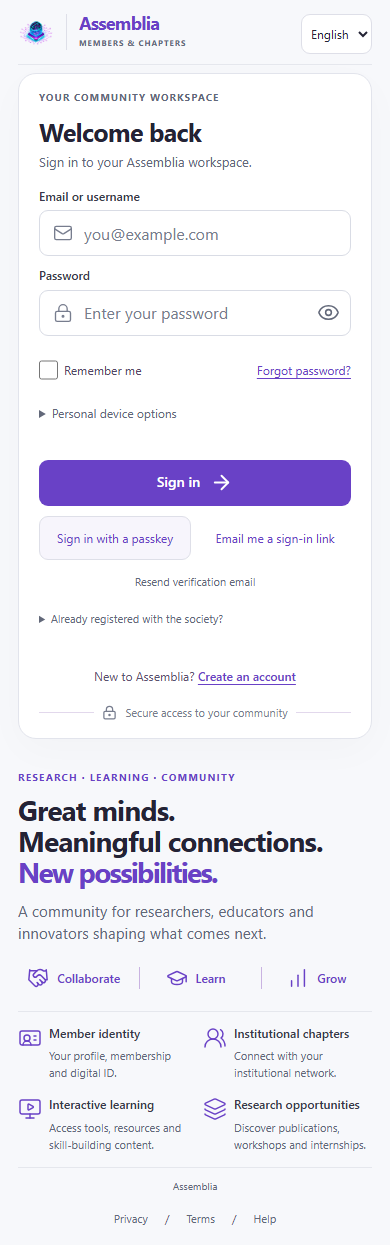 Assemblia
MEMBERS & CHAPTERS
English
YOUR COMMUNITY WORKSPACE
Welcome back
Sign in to your Assemblia workspace.
Email or username
you@example.com
Password
Enter your password
Remember me
Forgot password?
Personal device options
Sign in
Sign in with a passkey
Email me a sign-in link
Resend verification email
Already registered with the society?
New to Assemblia? Create an account
Secure access to your community
RESEARCH • LEARNING • COMMUNITY
Great minds.
Meaningful connections.
New possibilities.
A community for researchers, educators and
innovators shaping what comes next.
Collaborate
Learn
Grow
Member identity
Your profile, membership
and digital ID.
Institutional chapters
Connect with your
institutional network.
Interactive learning
Access tools, resources and
skill-building content.
Research opportunities
Discover publications,
workshops and internships.
Assemblia
Privacy / Terms / Help